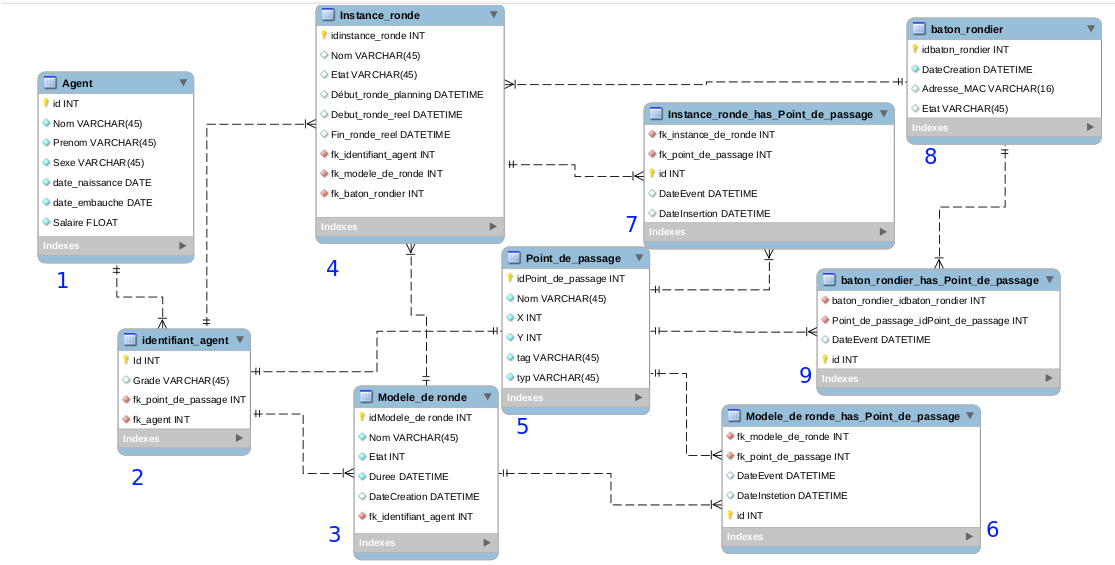 Agent
id INT
Nom VARCHAR(45)
Prenom VARCHAR(45)
Sexe VARCHAR(45)
date_naissance DATE
date_embauche DATE
Salaire FLOAT
Indexes
1
identifiant_agent
Id INT
Grade VARCHAR(45)
fk_point_de_passage INT
fk_agent INT
Indexes
2
Modele_de ronde
idModele_de ronde INT
Nom VARCHAR(45)
Etat INT
Duree DATETIME
DateCreation DATETIME
fk_identifiant_agent INT
Indexes
3
Instance_ronde
idinstance_ronde INT
Nom VARCHAR(45)
Etat VARCHAR(45)
Début_ronde_planning DATETIME
Debut_ronde_reel DATETIME
Fin_ronde_reel DATETIME
fk_identifiant_agent INT
fk_modele_de_ronde INT
fk_baton_rondier INT
Indexes
4
Point_de_passage
idPoint_de_passage INT
Nom VARCHAR(45)
X INT
Y INT
tag VARCHAR(45)
typ VARCHAR(45)
Indexes
5
Modele_de ronde_has_Point_de_passage
fk_modele_de_ronde INT
fk_point_de_passage INT
DateEvent DATETIME
DateInstetion DATETIME
id INT
Indexes
6
Instance_ronde_has_Point_de_passage
fk_instance_de_ronde INT
fk_point_de_passage INT
id INT
DateEvent DATETIME
DateInsertion DATETIME
Indexes
7
baton_rondier
idbaton_rondier INT
DateCreation DATETIME
Adresse_MAC VARCHAR(16)
Etat VARCHAR(45)
Indexes
8
baton_rondier_has_Point_de_passage
baton_rondier_idbaton_rondier INT
Point_de_passage_idPoint_de_passage INT
DateEvent DATETIME
id INT
Indexes
9